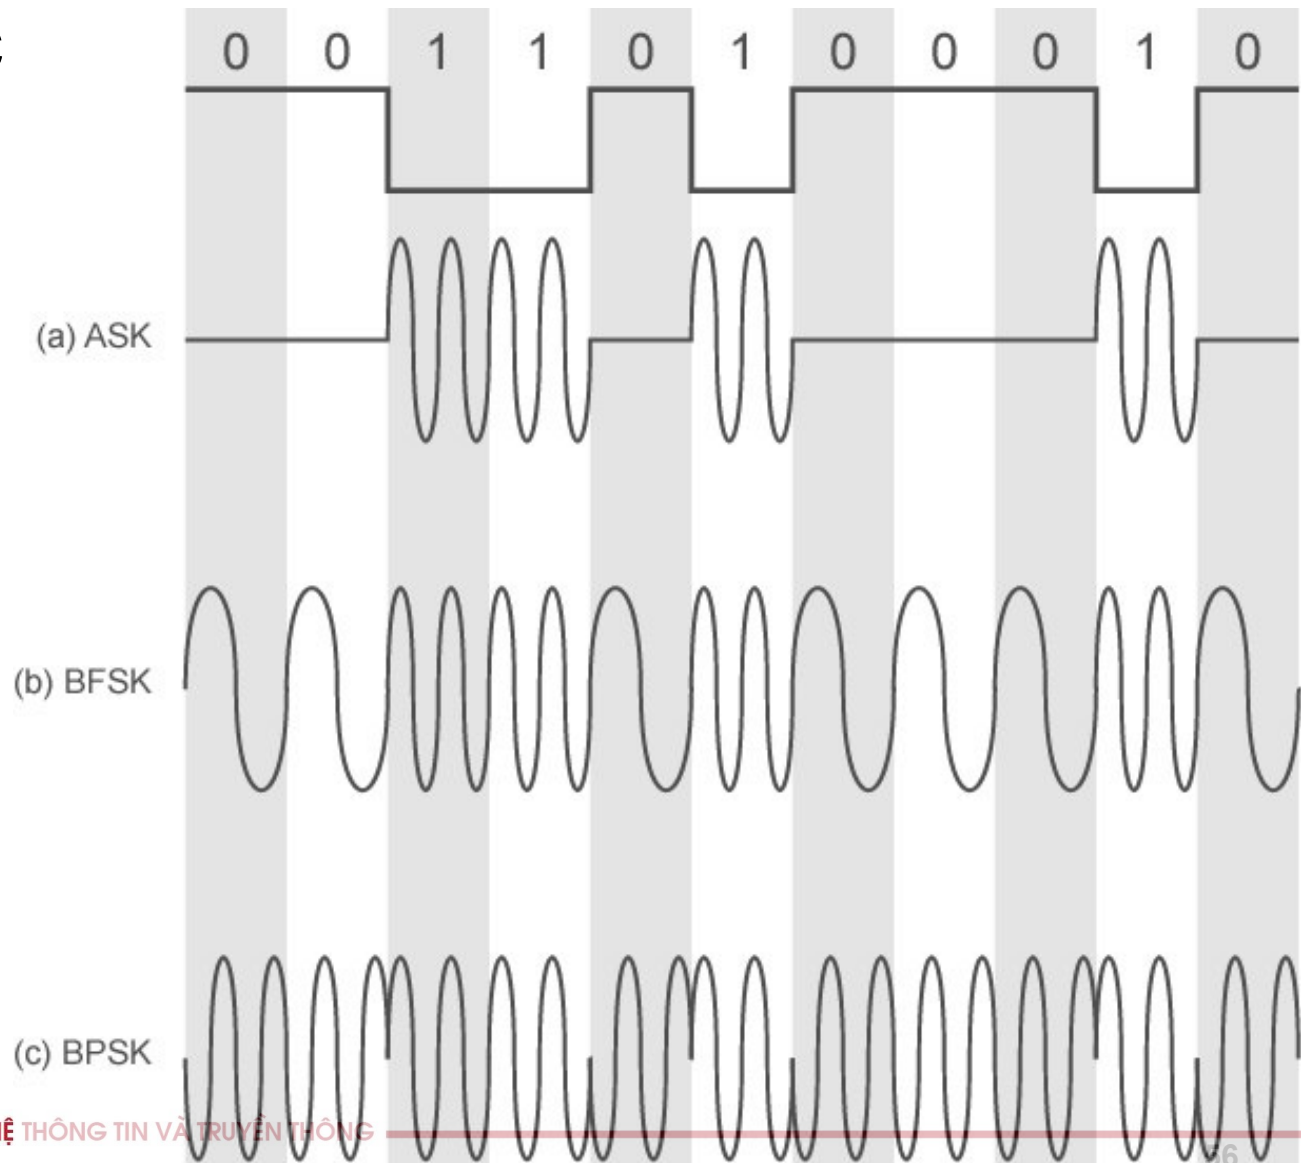 0 0 1 1 0 1 0 0 0 1 0
(a) ASK
(b) BFSK
(c) BPSK
THÔNG TIN VÀ TRUYỀN THÔNG
56